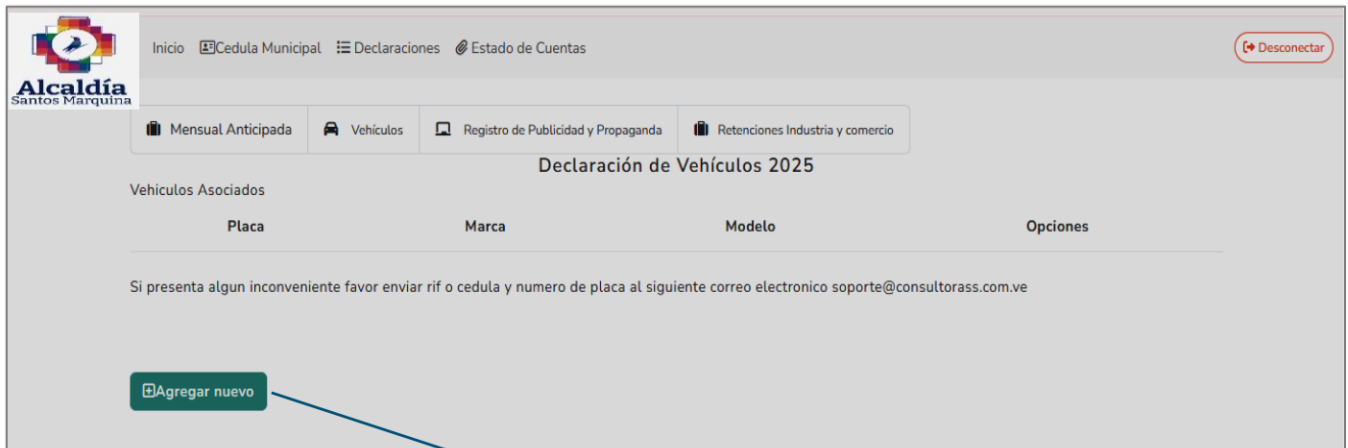 Alcaldía
Santos Marquina
Inicio Cedula Municipal Declaraciones Estado de Cuentas
Desconectar
Mensual Anticipada Vehículos Registro de Publicidad y Propaganda Retenciones Industria y comercio
Declaración de Vehículos 2025
Vehiculos Asociados
Placa Marca Modelo Opciones
Si presenta algun inconveniente favor enviar rif o cedula y numero de placa al siguiente correo electronico soporte@consultorass.com.ve
Agregar nuevo